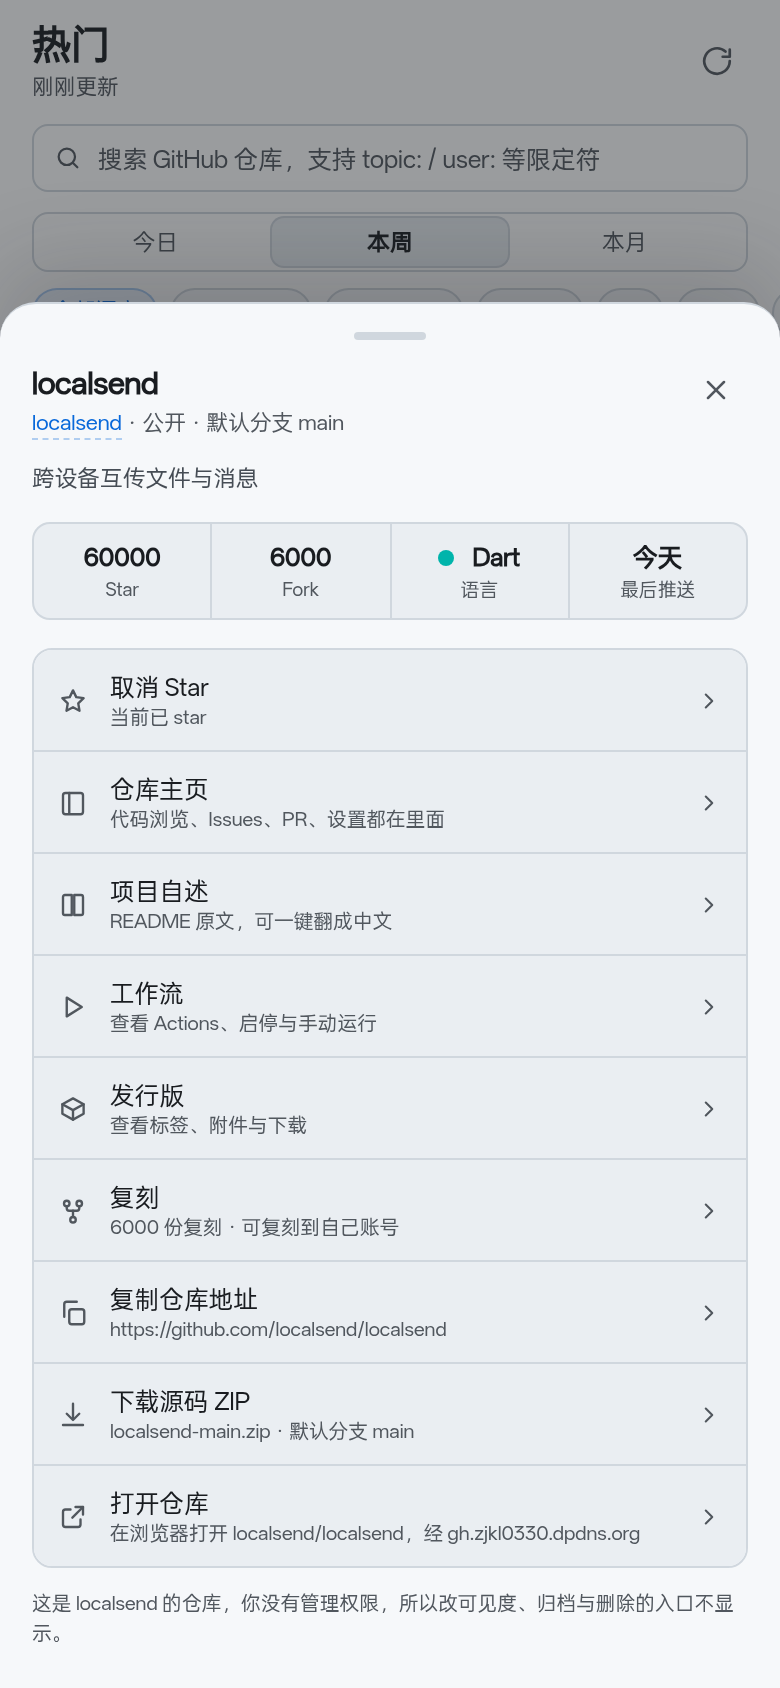 热门
刚刚更新
搜索 GitHub 仓库，支持 topic: / user: 等限定符
今日
本周
本月
localsend
localsend · 公开 · 默认分支 main
跨设备互传文件与消息
60000
Star
6000
Fork
Dart
语言
今天
最后推送
取消 Star
当前已 star
仓库主页
代码浏览、Issues、PR、设置都在里面
项目自述
README 原文，可一键翻成中文
工作流
查看 Actions、启停与手动运行
发行版
查看标签、附件与下载
复刻
6000 份复刻 · 可复刻到自己账号
复制仓库地址
https://github.com/localsend/localsend
下载源码 ZIP
localsend-main.zip · 默认分支 main
打开仓库
在浏览器打开 localsend/localsend，经 gh.zjkl0330.dpdns.org
这是 localsend 的仓库，你没有管理权限，所以改可见度、归档与删除的入口不显
示。